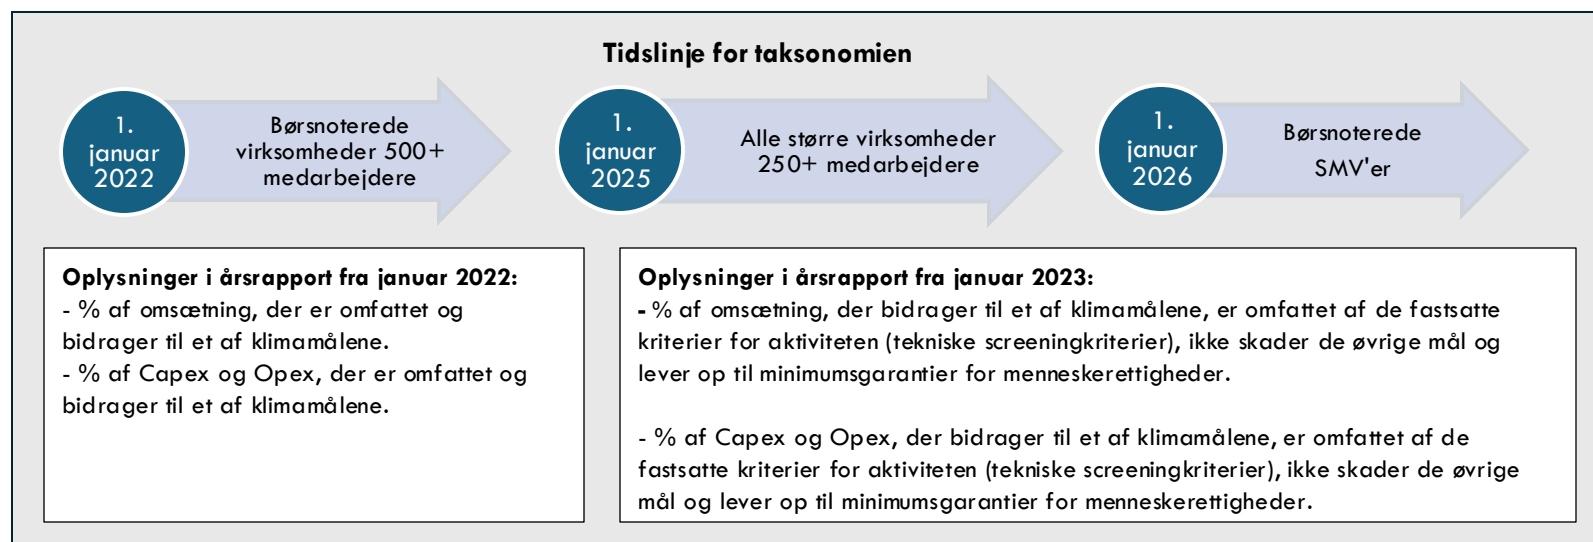 Tidslinje for taksonomien
1.
januar
2022
Børsnoterede
virksomheder 500+
medarbejdere
1.
januar
2025
Alle større virksomheder
250+ medarbejdere
1.
januar
2026
Børsnoterede
SMV'er
Oplysninger i årsrapport fra januar 2022:
- % af omsætning, der er omfattet og
bidrager til et af klimamålene.
- % af Capex og Opex, der er omfattet og
bidrager til et af klimamålene.
Oplysninger i årsrapport fra januar 2023:
- % af omsætning, der bidrager til et af klimamålene, er omfattet af de fastsatte
kriterier for aktiviteten (tekniske screeningkriterier), ikke skader de øvrige mål og
lever op til minimumsgarantier for menneskerettigheder.
- % af Capex og Opex, der bidrager til et af klimamålene, er omfattet af de
fastsatte kriterier for aktiviteten (tekniske screeningkriterier), ikke skader de øvrige
mål og lever op til minimumsgarantier for menneskerettigheder.